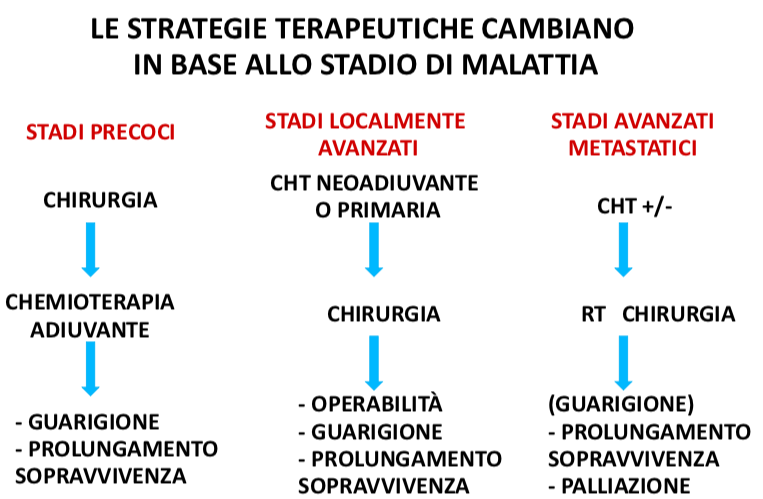 LE STRATEGIE TERAPEUTICHE CAMBIANO
IN BASE ALLO STADIO DI MALATTIA
STADI PRECOCI
CHIRURGIA
CHEMIOTERAPIA
ADIUVANTE
- GUARIGIONE
- PROLUNGAMENTO
SOPRAVVIVENZA
STADI LOCALMENTE
AVANZATI
CHT NEOADIUVANTE
O PRIMARIA
CHIRURGIA
- OPERABILITÀ
- GUARIGIONE
- PROLUNGAMENTO
SOPRAVVIVENZA
STADI AVANZATI
METASTATICI
CHT +/-
RT CHIRURGIA
(GUARIGIONE)
- PROLUNGAMENTO
SOPRAVVIVENZA
- PALLIAZIONE